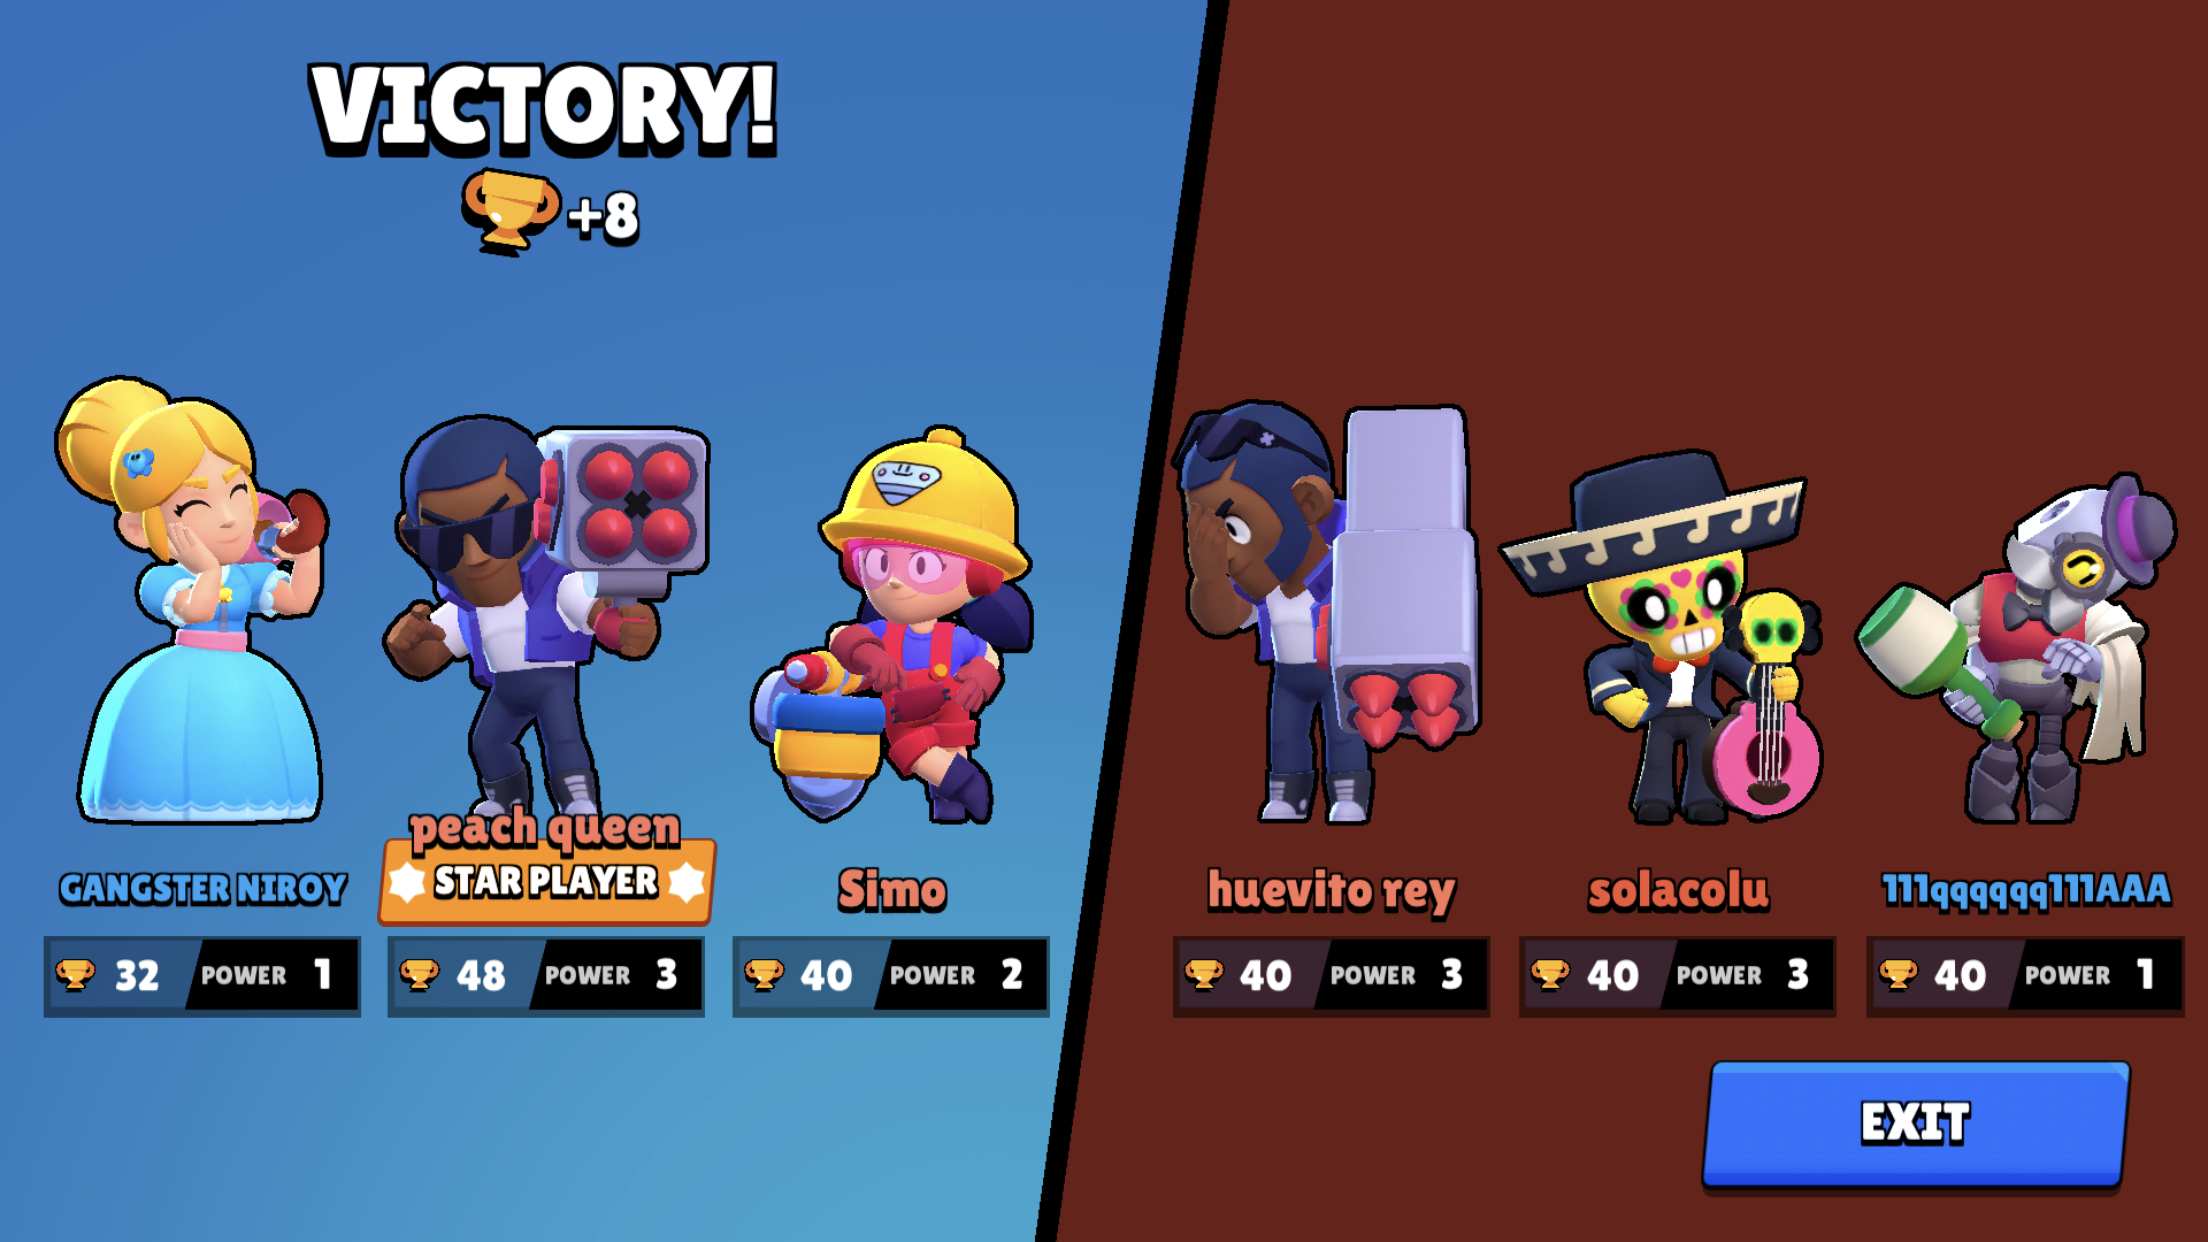 VICTORY!
+8
GANGSTER NIROY
peach queen
STAR PLAYER
Simo
huevito rey
solacolu
111qqqqqq111AAA
32 POWER 1
48 POWER 3
40 POWER 2
40 POWER 3
40 POWER 3
40 POWER 1
EXIT